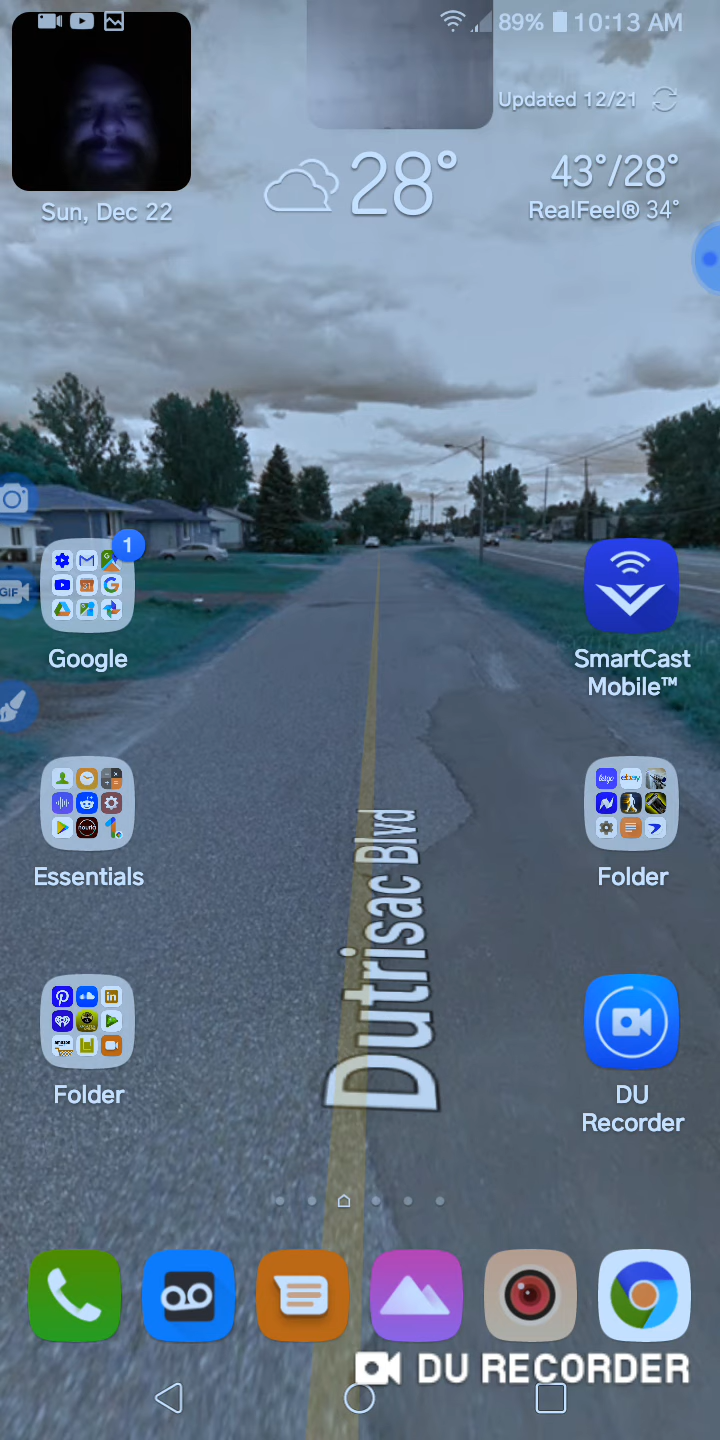 89% 10:13 AM
Updated 12/21
Sun, Dec 22
28°
43°/28°
RealFeel® 34°
GIF
1
Google
SmartCast
Mobile™
Essentials
Folder
Dutrisac Blvd
Folder
DU
Recorder
DU RECORDER